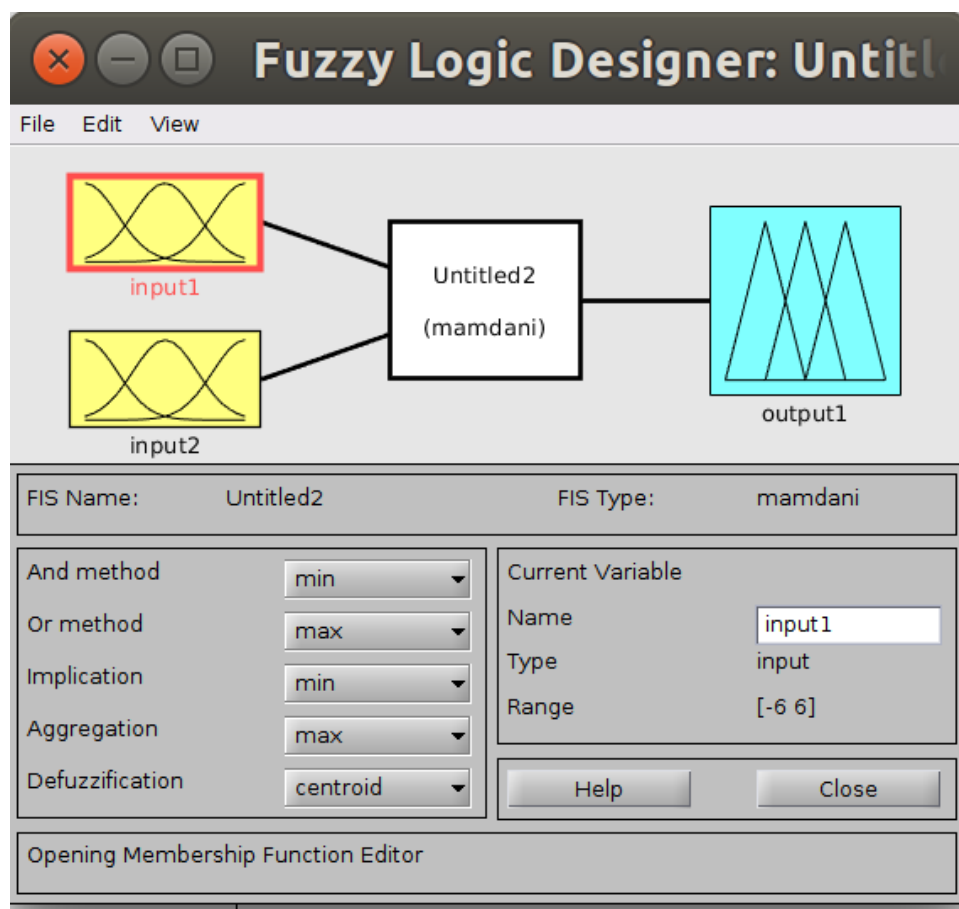 Fuzzy Logic Designer: Untitl
File Edit View
input1
Untitled2
(mamdani)
input2
output1
FIS Name: Untitled2 FIS Type: mamdani
And method min
Or method max
Implication min
Aggregation max
Defuzzification centroid
Current Variable
Name input1
Type input
Range [-6 6]
Help Close
Opening Membership Function Editor